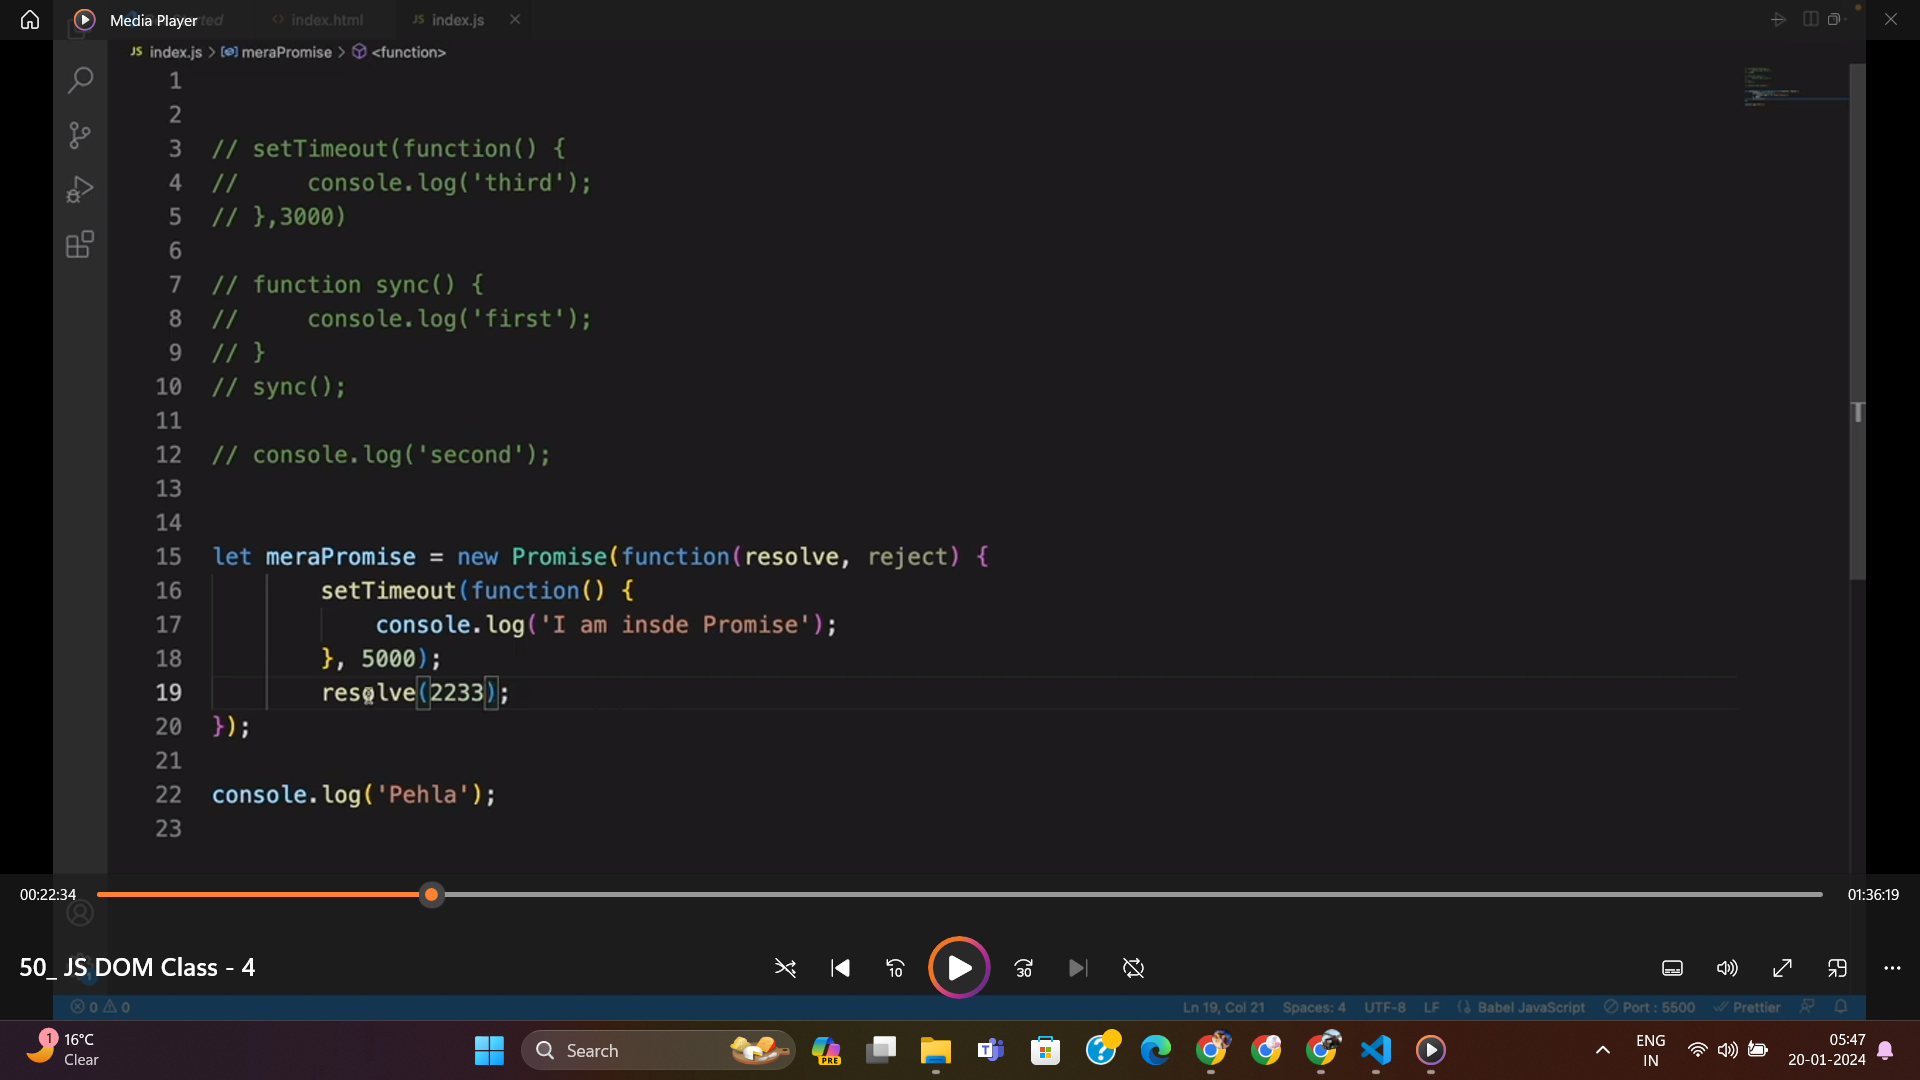 Media Player
index.html
JS index.js
JS index.js > meraPromise > <function>
1
2
3 // setTimeout(function() {
4 //     console.log('third');
5 // },3000)
6
7 // function sync() {
8 //     console.log('first');
9 // }
10 // sync();
11
12 // console.log('second');
13
14
15 let meraPromise = new Promise(function(resolve, reject) {
16         setTimeout(function() {
17             console.log('I am insde Promise');
18         }, 5000);
19         resolve(2233);
20 });
21
22 console.log('Pehla');
23
T
00:22:34
01:36:19
50_ JS DOM Class - 4
10
30
0 0
Ln 19, Col 21 Spaces: 4 UTF-8 LF Babel JavaScript Port : 5500 Prettier
1
16°C
Clear
Search
PRE
ENG
IN
05:47
20-01-2024